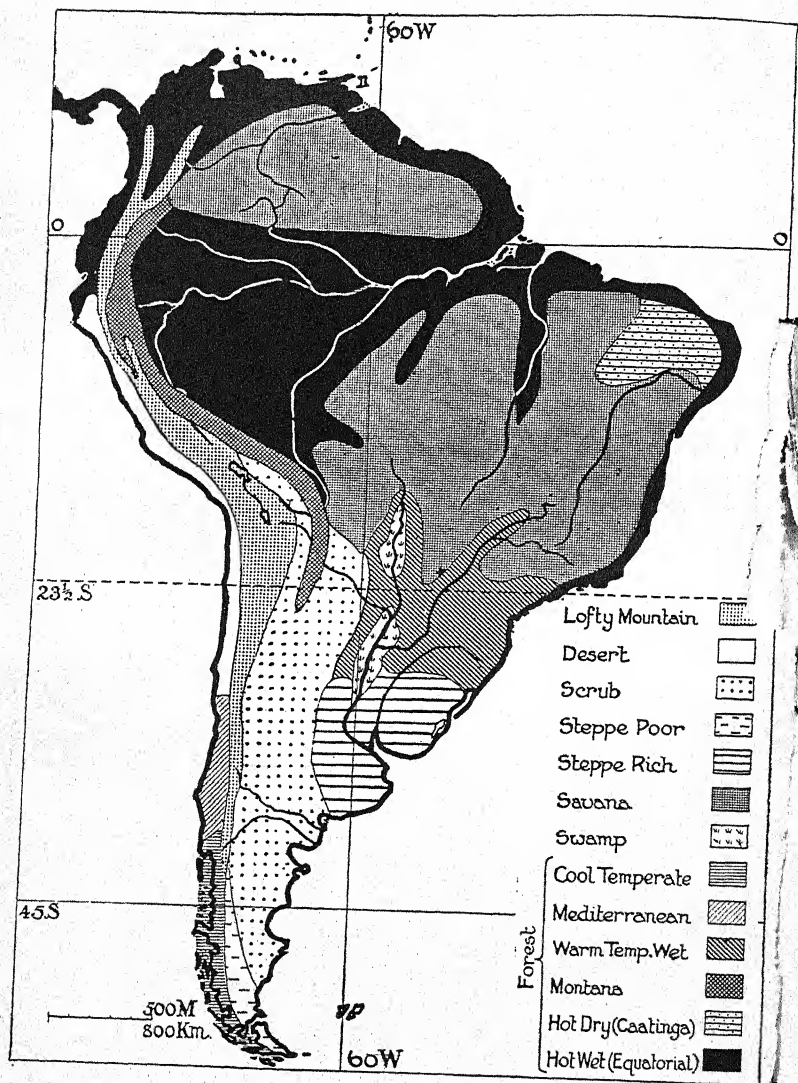 60W
0
0
23½.S
Lofty Mountain
Desert
Scrub
Steppe Poor
Steppe Rich
Savana
Swamp
Cool Temperate
45.S
Mediterranean
Warm Temp. Wet
Forest
Montana
500M
800Km.
Hot Dry (Caatinga)
60W
Hot Wet (Equatorial)